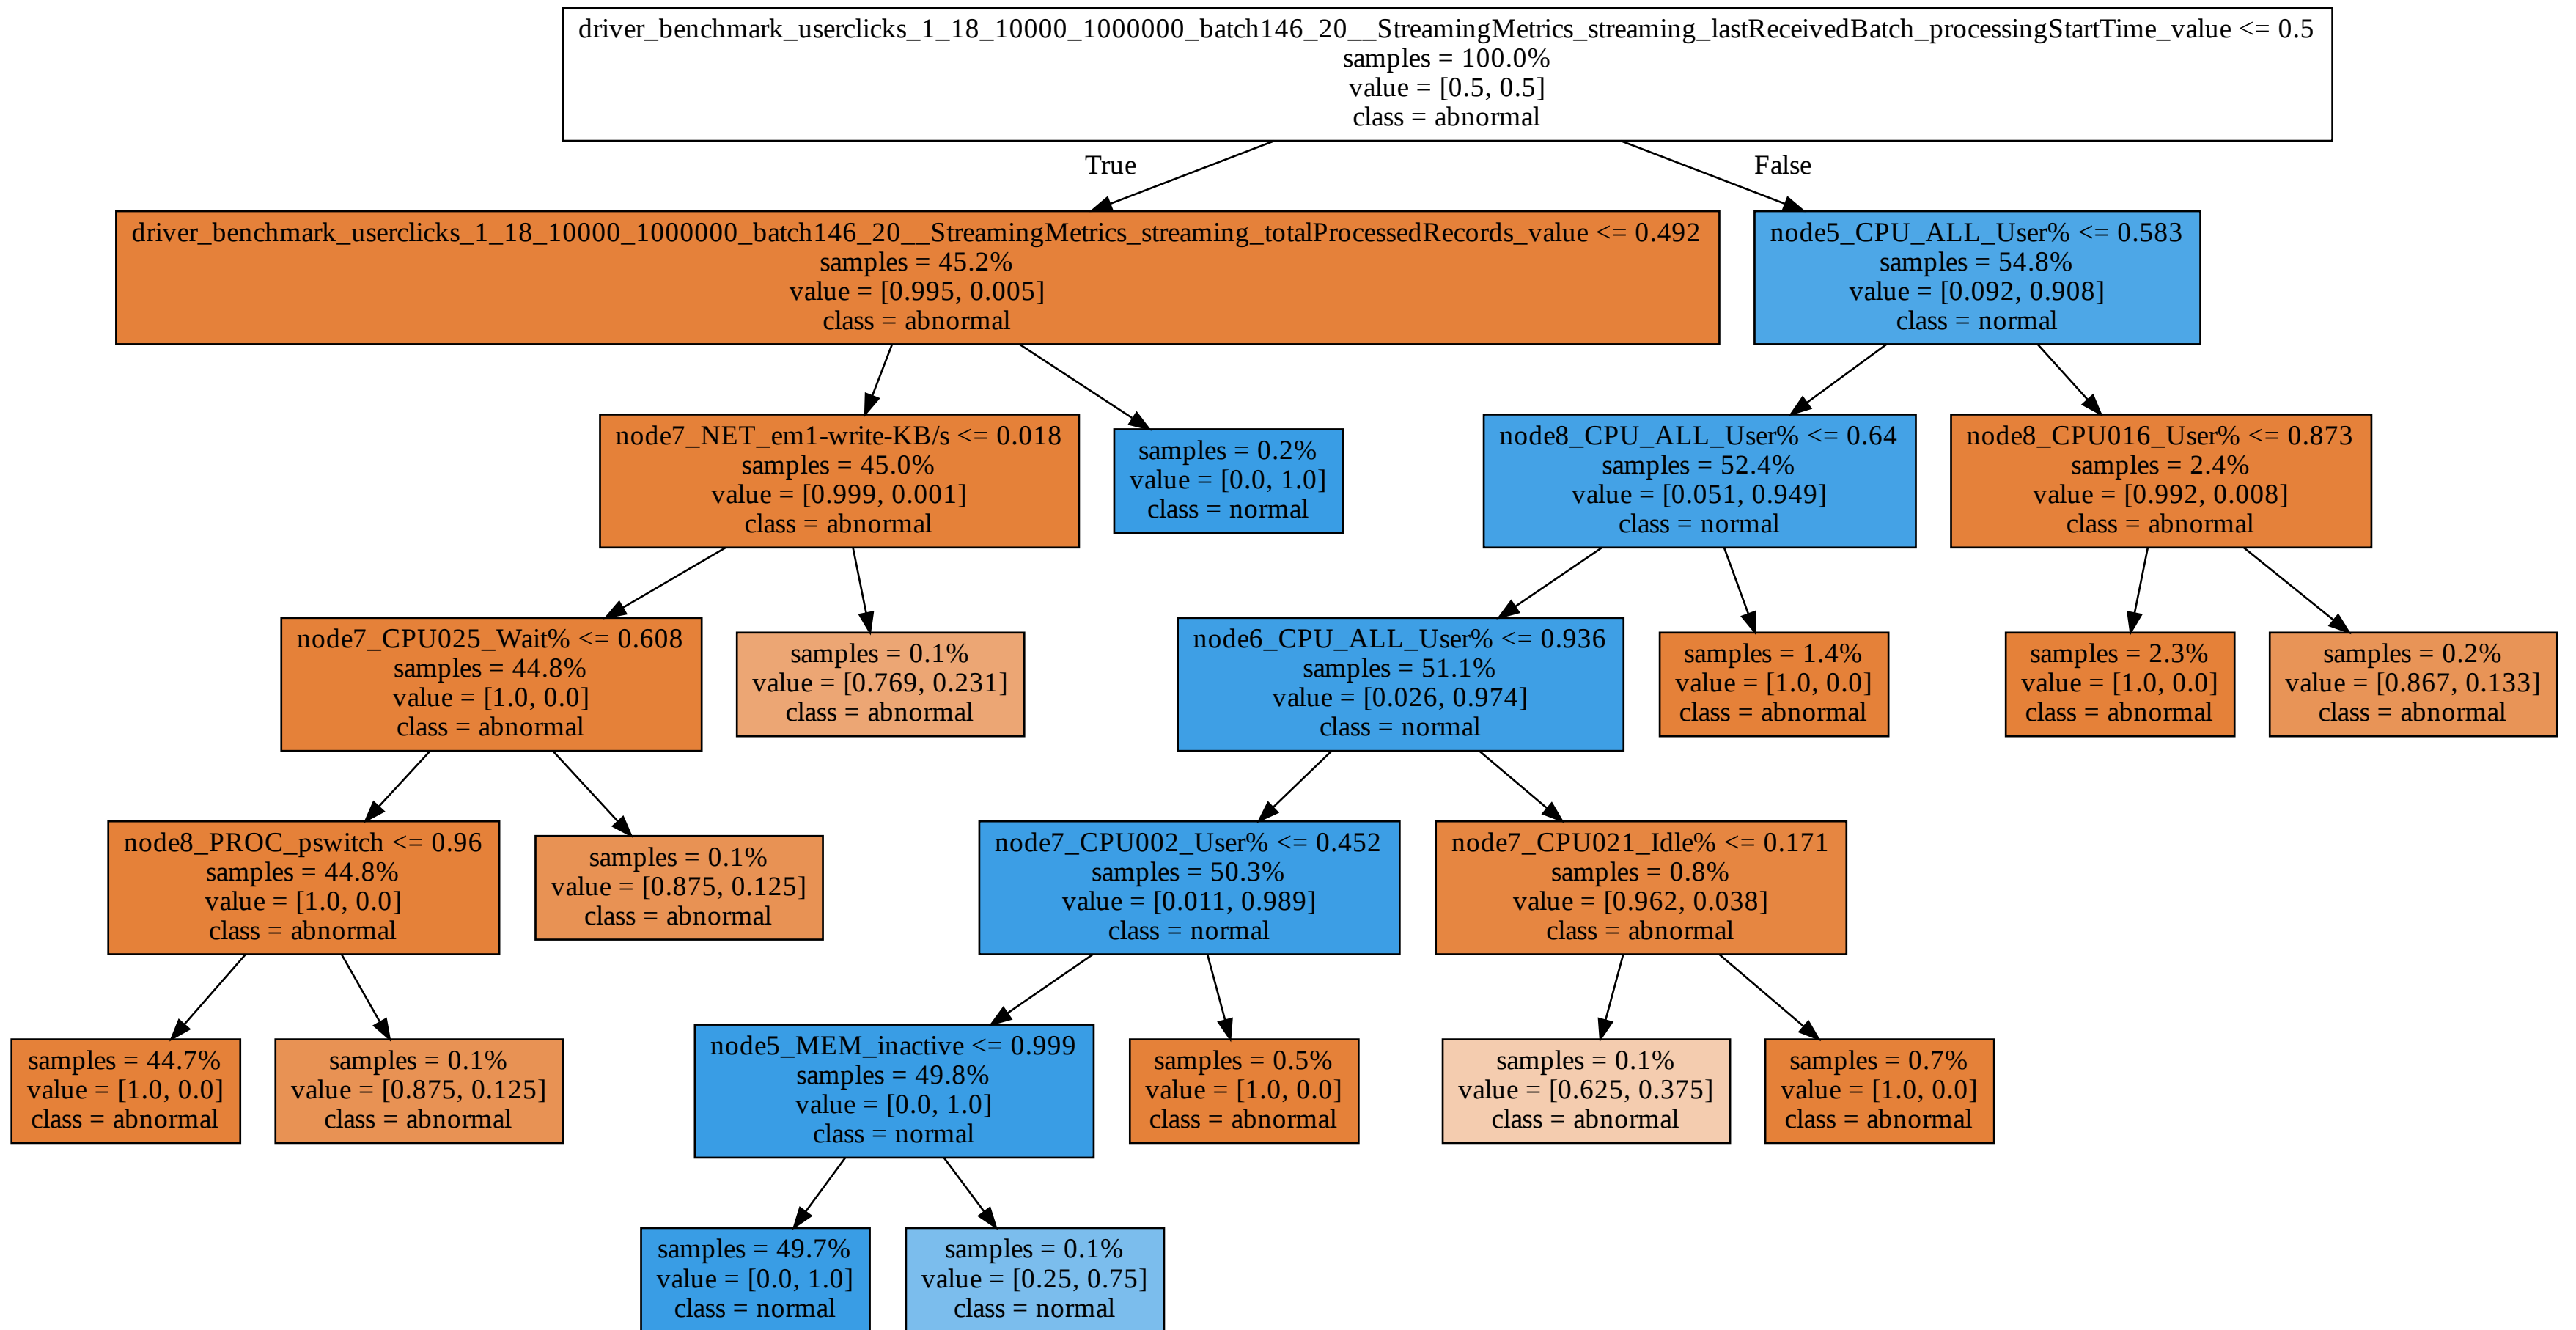 driver_benchmark_userclicks_1_18_10000_1000000_batch146_20__StreamingMetrics_streaming_lastReceivedBatch_processingStartTime_value <= 0.5
samples = 100.0%
value = [0.5, 0.5]
class = abnormal
True
False
driver_benchmark_userclicks_1_18_10000_1000000_batch146_20__StreamingMetrics_streaming_totalProcessedRecords_value <= 0.492
samples = 45.2%
value = [0.995, 0.005]
class = abnormal
node5_CPU_ALL_User% <= 0.583
samples = 54.8%
value = [0.092, 0.908]
class = normal
node7_NET_em1-write-KB/s <= 0.018
samples = 45.0%
value = [0.999, 0.001]
class = abnormal
samples = 0.2%
value = [0.0, 1.0]
class = normal
node8_CPU_ALL_User% <= 0.64
samples = 52.4%
value = [0.051, 0.949]
class = normal
node8_CPU016_User% <= 0.873
samples = 2.4%
value = [0.992, 0.008]
class = abnormal
node7_CPU025_Wait% <= 0.608
samples = 44.8%
value = [1.0, 0.0]
class = abnormal
samples = 0.1%
value = [0.769, 0.231]
class = abnormal
node6_CPU_ALL_User% <= 0.936
samples = 51.1%
value = [0.026, 0.974]
class = normal
samples = 1.4%
value = [1.0, 0.0]
class = abnormal
samples = 2.3%
value = [1.0, 0.0]
class = abnormal
samples = 0.2%
value = [0.867, 0.133]
class = abnormal
node8_PROC_pswitch <= 0.96
samples = 44.8%
value = [1.0, 0.0]
class = abnormal
samples = 0.1%
value = [0.875, 0.125]
class = abnormal
node7_CPU002_User% <= 0.452
samples = 50.3%
value = [0.011, 0.989]
class = normal
node7_CPU021_Idle% <= 0.171
samples = 0.8%
value = [0.962, 0.038]
class = abnormal
samples = 44.7%
value = [1.0, 0.0]
class = abnormal
samples = 0.1%
value = [0.875, 0.125]
class = abnormal
node5_MEM_inactive <= 0.999
samples = 49.8%
value = [0.0, 1.0]
class = normal
samples = 0.5%
value = [1.0, 0.0]
class = abnormal
samples = 0.1%
value = [0.625, 0.375]
class = abnormal
samples = 0.7%
value = [1.0, 0.0]
class = abnormal
samples = 49.7%
value = [0.0, 1.0]
class = normal
samples = 0.1%
value = [0.25, 0.75]
class = normal